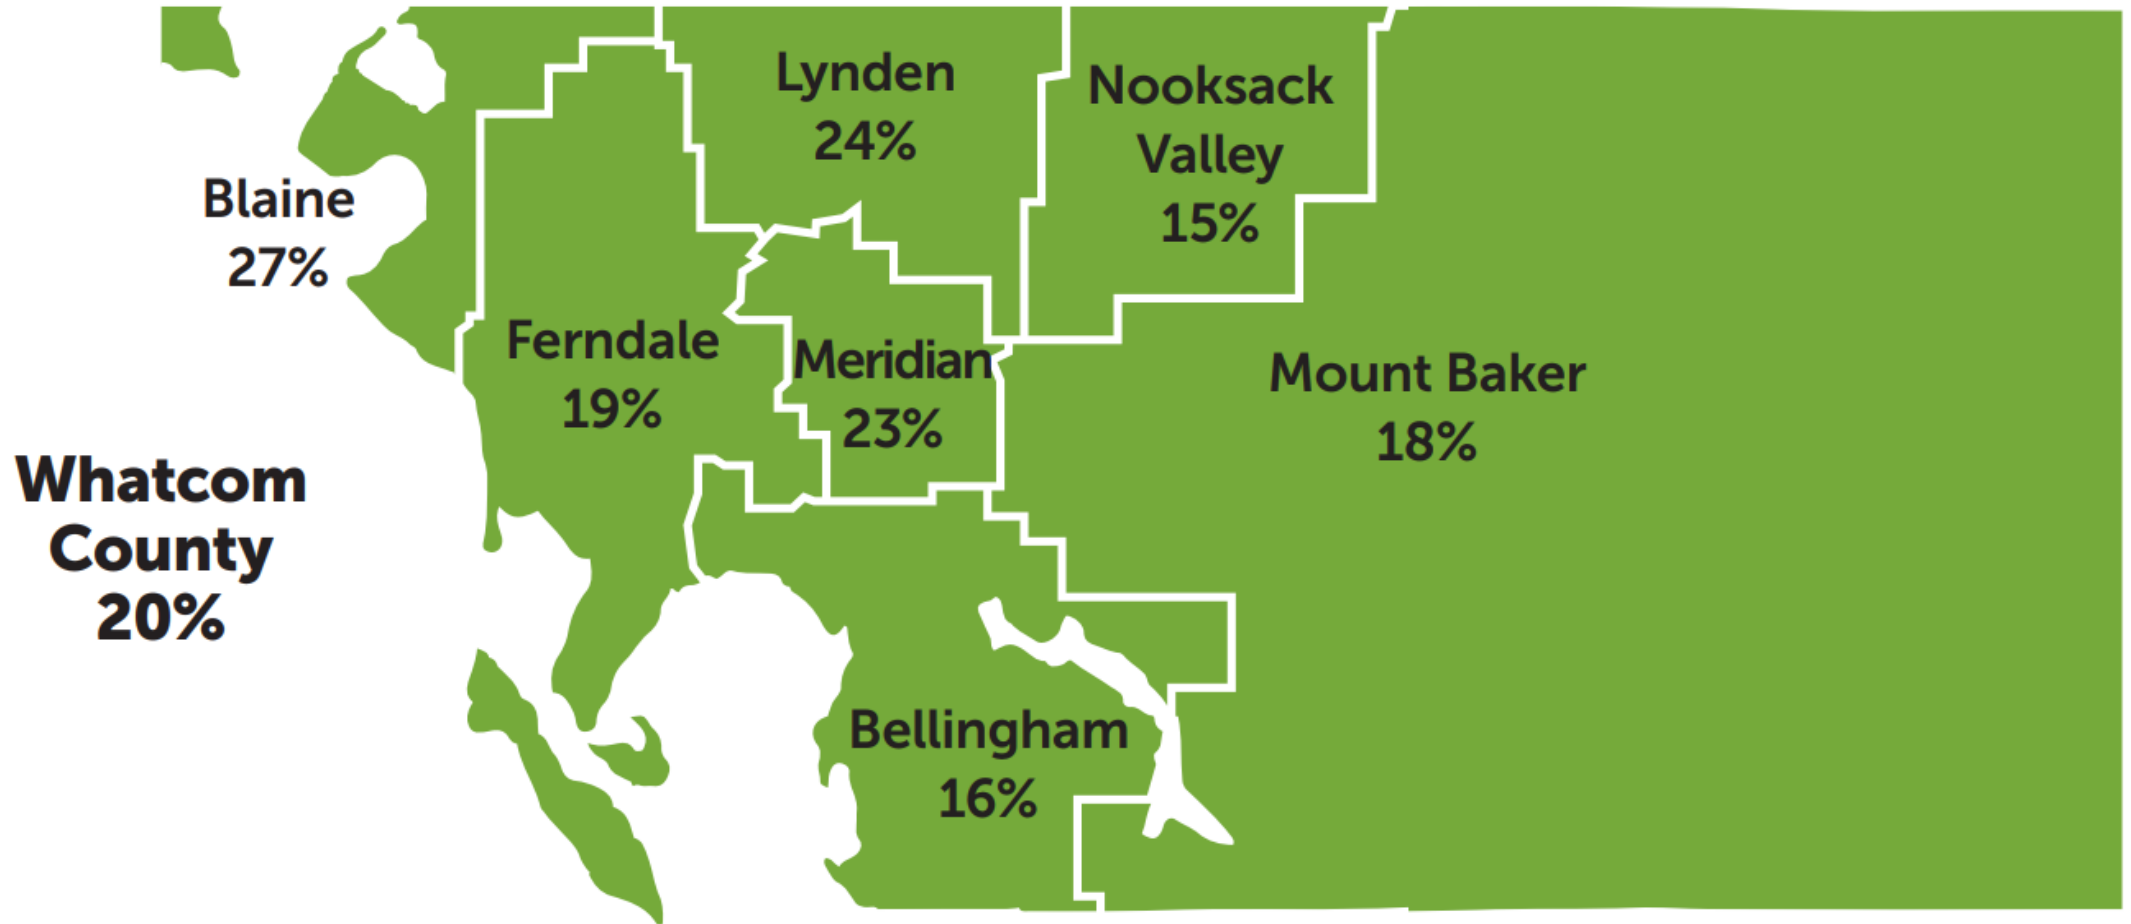 Lynden
24%
Nooksack
Valley
15%
Blaine
27%
Ferndale
19%
Meridian
23%
Mount Baker
18%
Whatcom
County
20%
Bellingham
16%